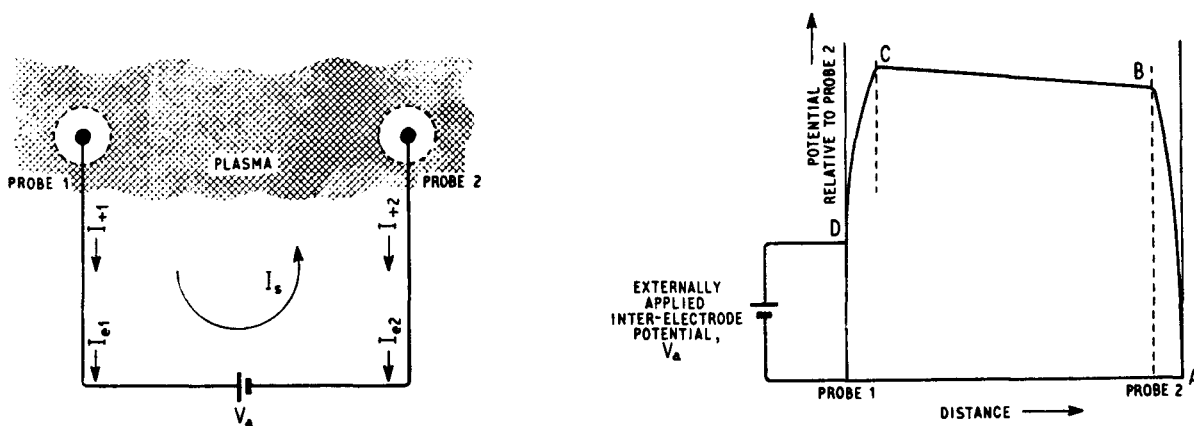 PROBE 1
PLASMA
PROBE 2
I+1
I+2
Is
Ie1
Ie2
Va
POTENTIAL
RELATIVE TO PROBE 2
C
B
D
EXTERNALLY
APPLIED
INTER-ELECTRODE
POTENTIAL,
Va
A
PROBE 1
PROBE 2
DISTANCE